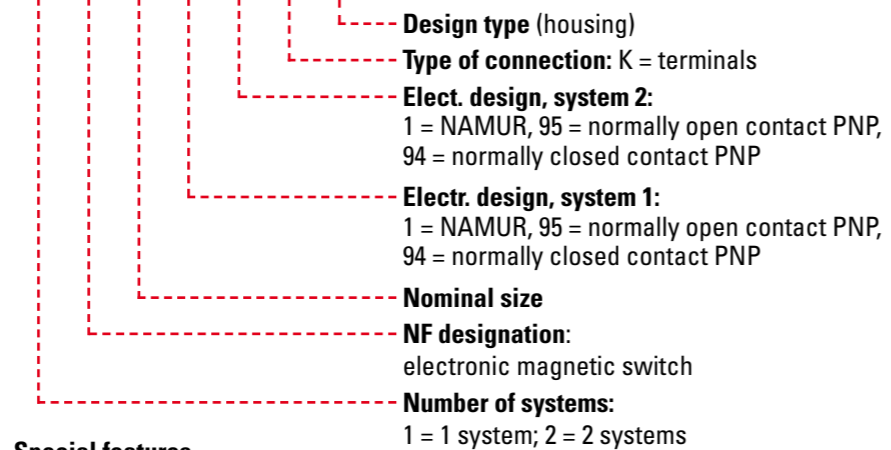 Design type (housing)
Type of connection: K = terminals
Elect. design, system 2:
1 = NAMUR, 95 = normally open contact PNP,
94 = normally closed contact PNP
Electr. design, system 1:
1 = NAMUR, 95 = normally open contact PNP,
94 = normally closed contact PNP
Nominal size
NF designation:
electronic magnetic switch
Number of systems:
1 = 1 system; 2 = 2 systems
Special features